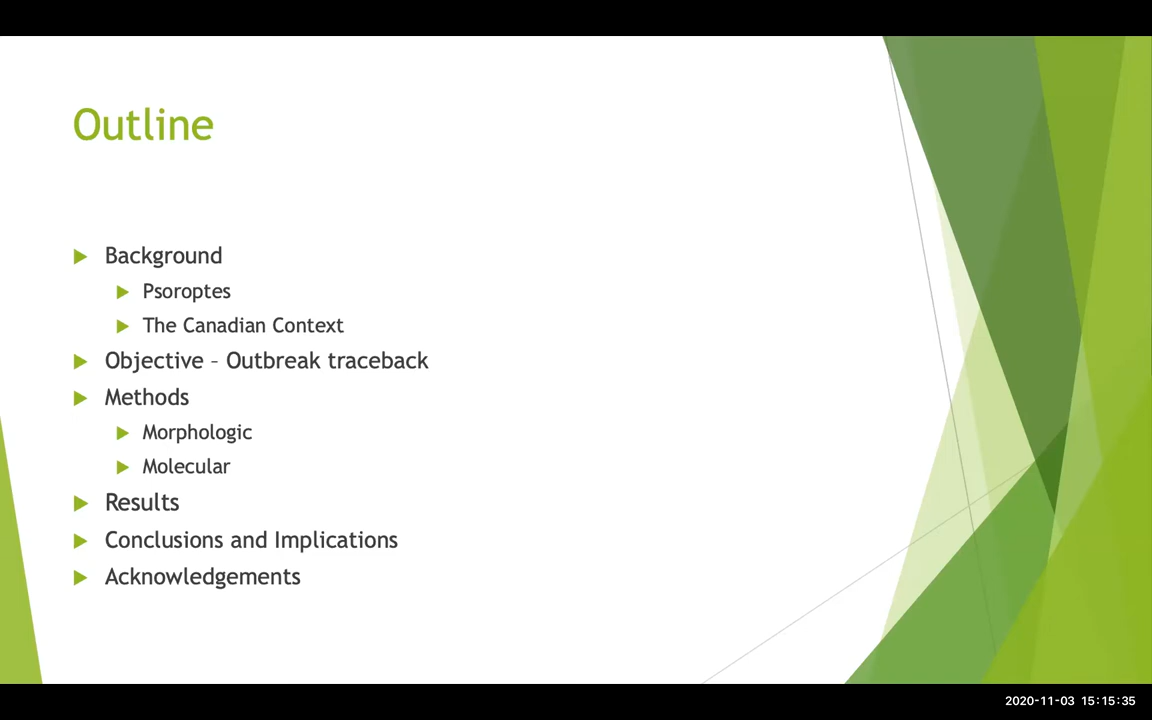 Outline
Background
Psoroptes
The Canadian Context
Objective – Outbreak traceback
Methods
Morphologic
Molecular
Results
Conclusions and Implications
Acknowledgements
2020-11-03 15:15:35